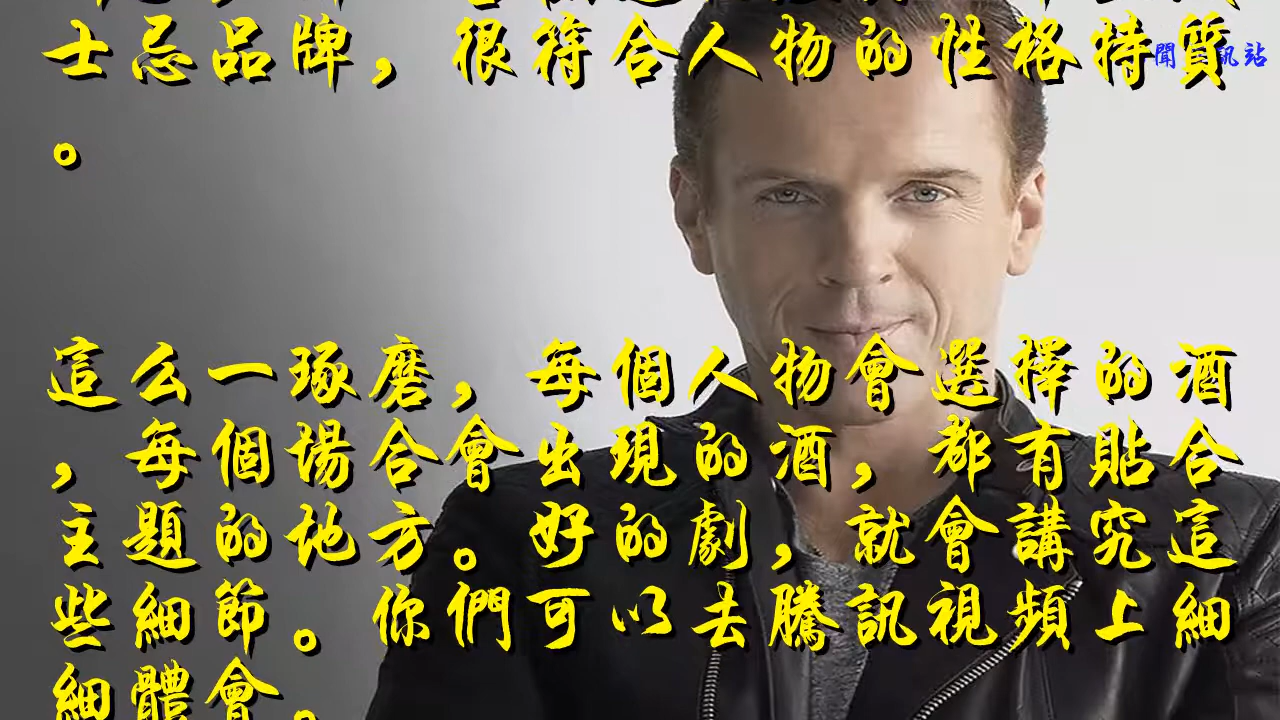 士忌品牌，很符合人物的性格特質
聞 訊站
。
這么一琢磨，每個人物會選擇的酒
，每個場合會出現的酒，都有貼合
主題的地方。好的劇，就會講究這
些細節。你們可以去騰訊視頻上細
細體會。